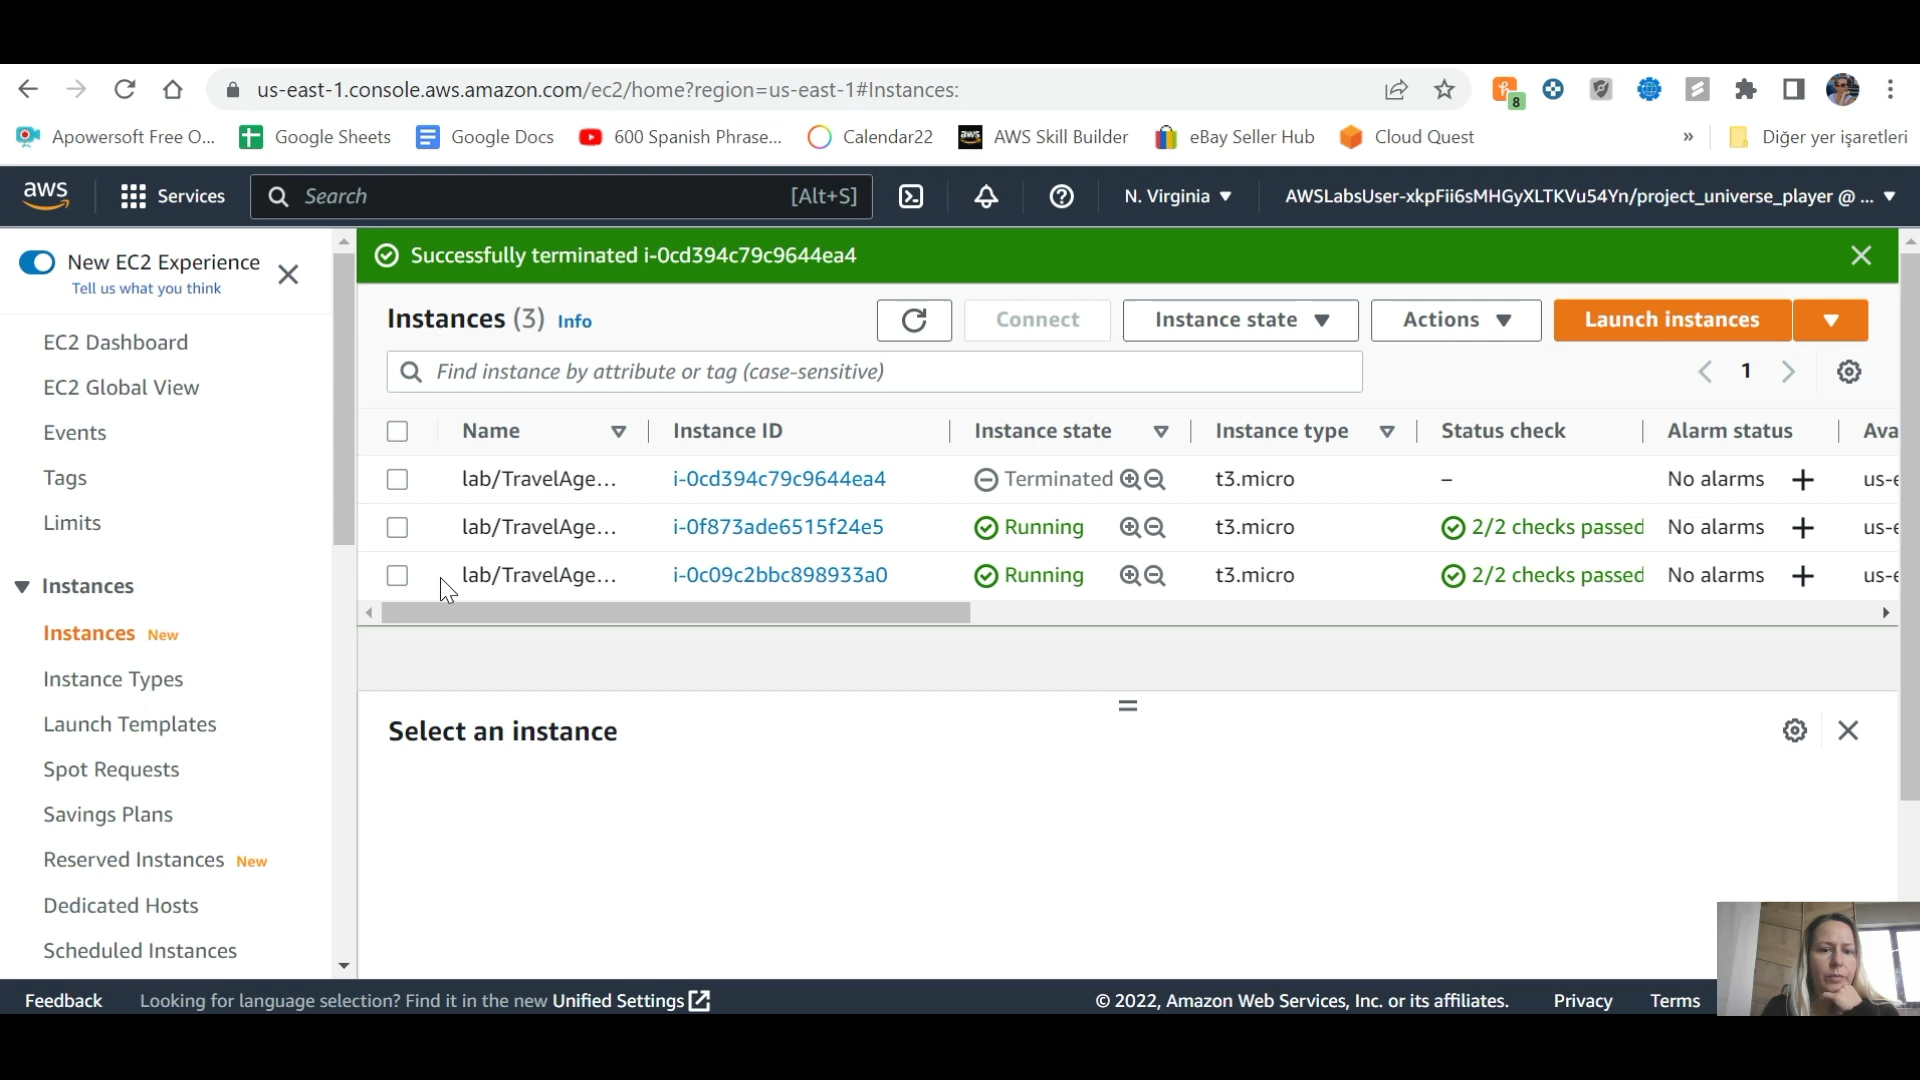 us-east-1.console.aws.amazon.com/ec2/home?region=us-east-1#Instances:
8
Apowersoft Free O...
Google Sheets
Google Docs
600 Spanish Phrase...
Calendar22
aws
AWS Skill Builder
eBay Seller Hub
Cloud Quest
»
Diğer yer işaretleri
aws
Services
Search
[Alt+S]
N. Virginia
AWSLabsUser-xkpFii6sMHGyXLTKVu54Yn/project_universe_player @ ...
New EC2 Experience
Tell us what you think
EC2 Dashboard
EC2 Global View
Events
Tags
Limits
Instances
Instances New
Instance Types
Launch Templates
Spot Requests
Savings Plans
Reserved Instances New
Dedicated Hosts
Scheduled Instances
Successfully terminated i-0cd394c79c9644ea4
Instances (3) Info
Connect
Instance state
Actions
Launch instances
Find instance by attribute or tag (case-sensitive)
1
Name Instance ID Instance state Instance type Status check Alarm status Ava
lab/TravelAge... i-0cd394c79c9644ea4 Terminated t3.micro – No alarms + us-e
lab/TravelAge... i-0f873ade6515f24e5 Running t3.micro 2/2 checks passed No alarms + us-e
lab/TravelAge... i-0c09c2bbc898933a0 Running t3.micro 2/2 checks passed No alarms + us-e
Select an instance
Feedback
Looking for language selection? Find it in the new Unified Settings
© 2022, Amazon Web Services, Inc. or its affiliates.
Privacy
Terms